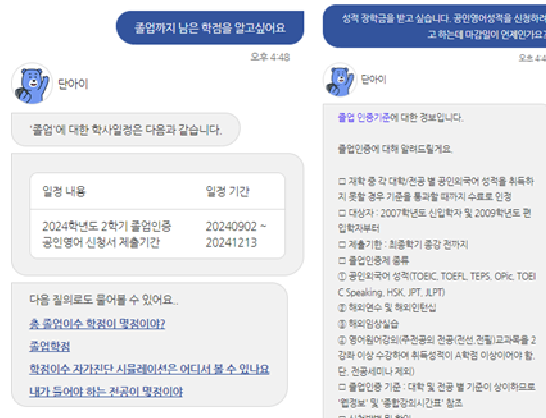 졸업까지 남은 학점을 알고싶어요
오후 4:48
단아이
'졸업'에 대한 학사일정은 다음과 같습니다.
일정 내용 일정 기간
2024학년도 2학기 졸업인증 20240902 ~
공인영어 신청서 제출기간 20241213
다음 질의로도 물어볼 수 있어요..
총 졸업이수 학점이 몇점이야?
졸업학점
학점이수 자가진단 시뮬레이션은 어디서 볼 수 있나요
내가 들어야 하는 전공이 몇점이야
성적 장학금을 받고 싶습니다. 공인영어성적을 신청하려
고 하는데 마감일이 언제인가요?
오후 4:4
단아이
졸업 인증기준에 대한 정보입니다.
졸업인증에 대해 알려드릴게요.
□ 재학 중 각 대학/전공 별 공인외국어 성적을 취득하
지 못할 경우 기준을 통과할 때까지 수료로 인정
□ 대상자 : 2007학년도 신입학자 및 2009학년도 편
입학자부터
□ 제출기한 : 최종학기 종강 전까지
□ 졸업인증제 종류
① 공인외국어 성적(TOEIC, TOEFL, TEPS, OPIc, TOEI
C Speaking, HSK, JPT, JLPT)
② 해외연수 및 해외인턴십
③ 해외임상실습
④ 영어원어강의(주전공의 전공(전선,전필)교과목을 2
강좌 이상 수강하여 취득성적이 A학점 이상이어야 함.
단, 전공세미나 제외)
□ 졸업인증 기준 : 대학 및 전공 별 기준이 상이하므로
"웹정보" 및 '종합강의시간표' 참조